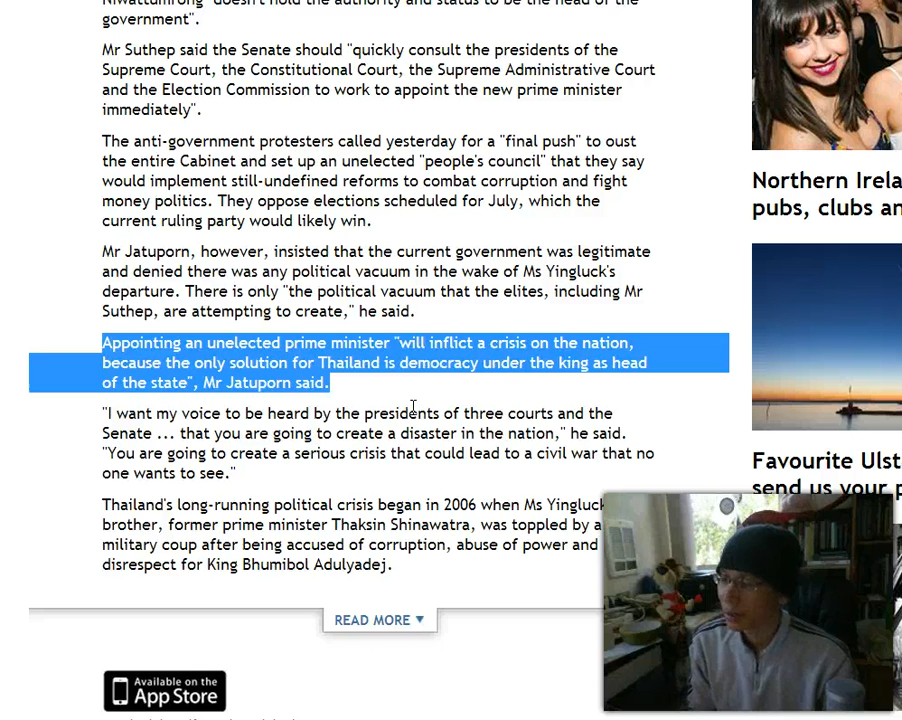 government".
Mr Suthep said the Senate should "quickly consult the presidents of the
Supreme Court, the Constitutional Court, the Supreme Administrative Court
and the Election Commission to work to appoint the new prime minister
immediately".
The anti-government protesters called yesterday for a "final push" to oust
the entire Cabinet and set up an unelected "people's council" that they say
would implement still-undefined reforms to combat corruption and fight
money politics. They oppose elections scheduled for July, which the
current ruling party would likely win.
Mr Jatuporn, however, insisted that the current government was legitimate
and denied there was any political vacuum in the wake of Ms Yingluck's
departure. There is only "the political vacuum that the elites, including Mr
Suthep, are attempting to create," he said.
Appointing an unelected prime minister "will inflict a crisis on the nation,
because the only solution for Thailand is democracy under the king as head
of the state", Mr Jatuporn said.
"I want my voice to be heard by the presidents of three courts and the
Senate ... that you are going to create a disaster in the nation," he said.
"You are going to create a serious crisis that could lead to a civil war that no
one wants to see."
Thailand's long-running political crisis began in 2006 when Ms Yingluck
brother, former prime minister Thaksin Shinawatra, was toppled by a
military coup after being accused of corruption, abuse of power and
disrespect for King Bhumibol Adulyadej.
READ MORE
Available on the
App Store
Northern
pubs, clubs
Favourite
send us your